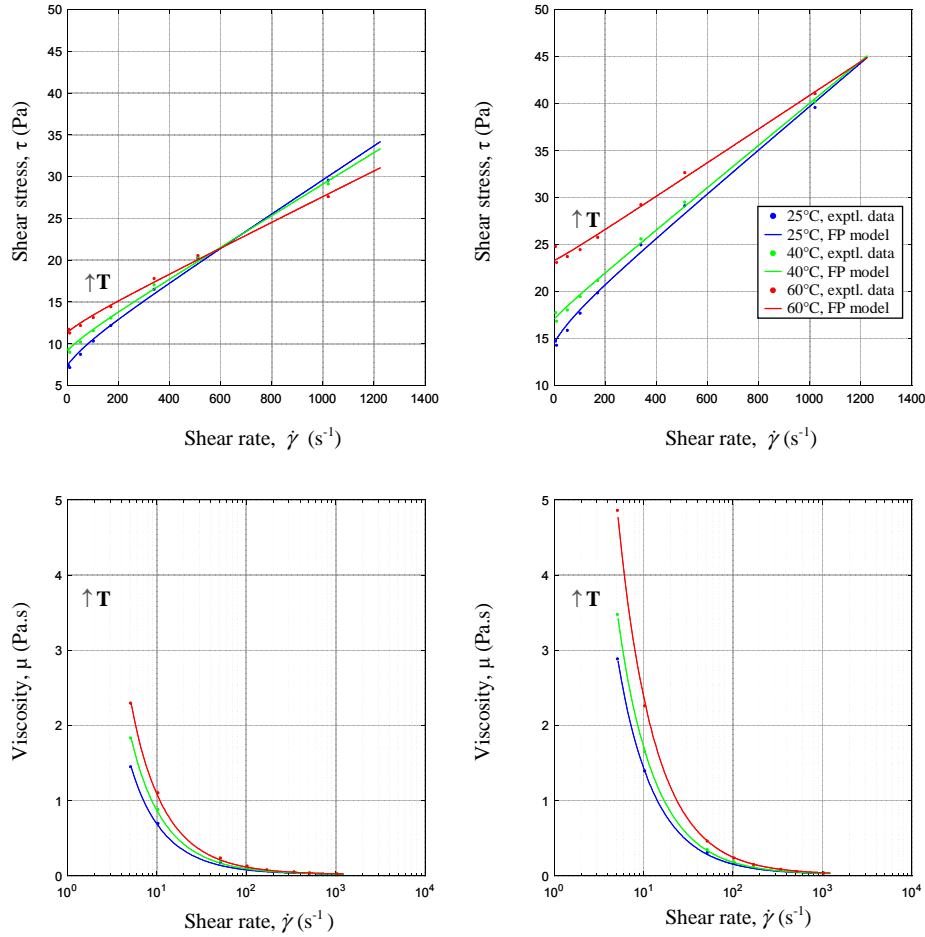 50
45
40
35
30
25
20
15
10
5
0 200 400 600 800 1000 1200 1400
Shear stress, τ (Pa)
Shear rate, γ̇ (s⁻¹)
↑T
50
45
40
35
30
25
20
15
10
0 200 400 600 800 1000 1200 1400
Shear stress, τ (Pa)
Shear rate, γ̇ (s⁻¹)
↑T
25°C, exptl. data
25°C, FP model
40°C, exptl. data
40°C, FP model
60°C, exptl. data
60°C, FP model
5
4
3
2
1
0
10⁰ 10¹ 10² 10³ 10⁴
Viscosity, μ (Pa.s)
Shear rate, γ̇ (s⁻¹)
↑T
5
4
3
2
1
0
10⁰ 10¹ 10² 10³ 10⁴
Viscosity, μ (Pa.s)
Shear rate, γ̇ (s⁻¹)
↑T